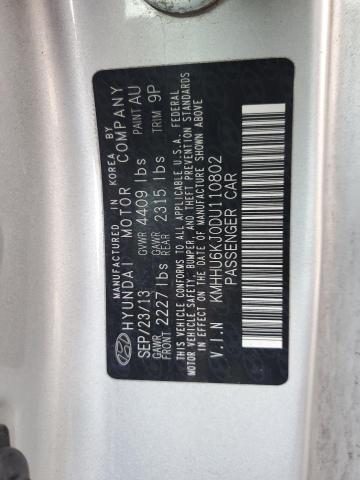 MANUFACTURED IN KOREA BY
HYUNDAI MOTOR COMPANY
SEP/23/13 GVWR 4409 lbs PAINT AU
GAWR FRONT 2227 lbs GAWR REAR 2315 lbs TRIM 9P
THIS VEHICLE CONFORMS TO ALL APPLICABLE U.S.A. FEDERAL
MOTOR VEHICLE SAFETY, BUMPER, AND THEFT PREVENTION STANDARDS
IN EFFECT ON THE DATE OF MANUFACTURE SHOWN ABOVE
V.I.N KMHHU6KJ0DU110802
PASSENGER CAR